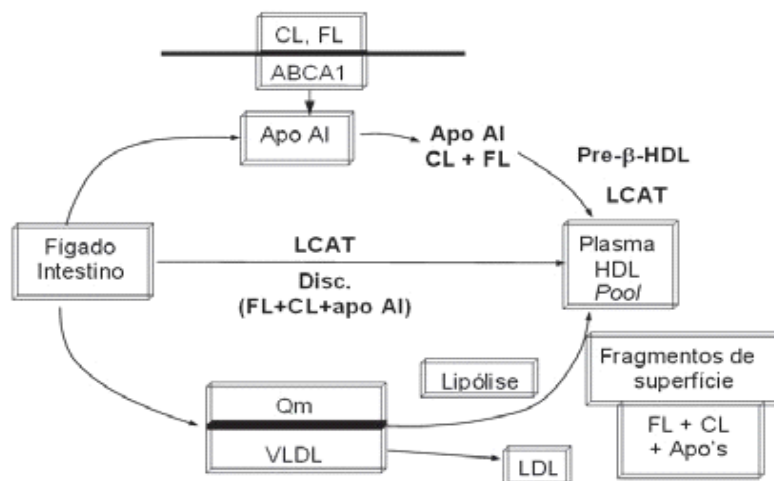 CL, FL
ABCA1
Apo AI
Apo AI
CL + FL
Pre-β-HDL
LCAT
Fígado
Intestino
LCAT
Disc.
(FL+CL+apo AI)
Plasma
HDL
Pool
Lipólise
Fragmentos de
superfície
FL + CL
+ Apo's
Qm
VLDL
LDL